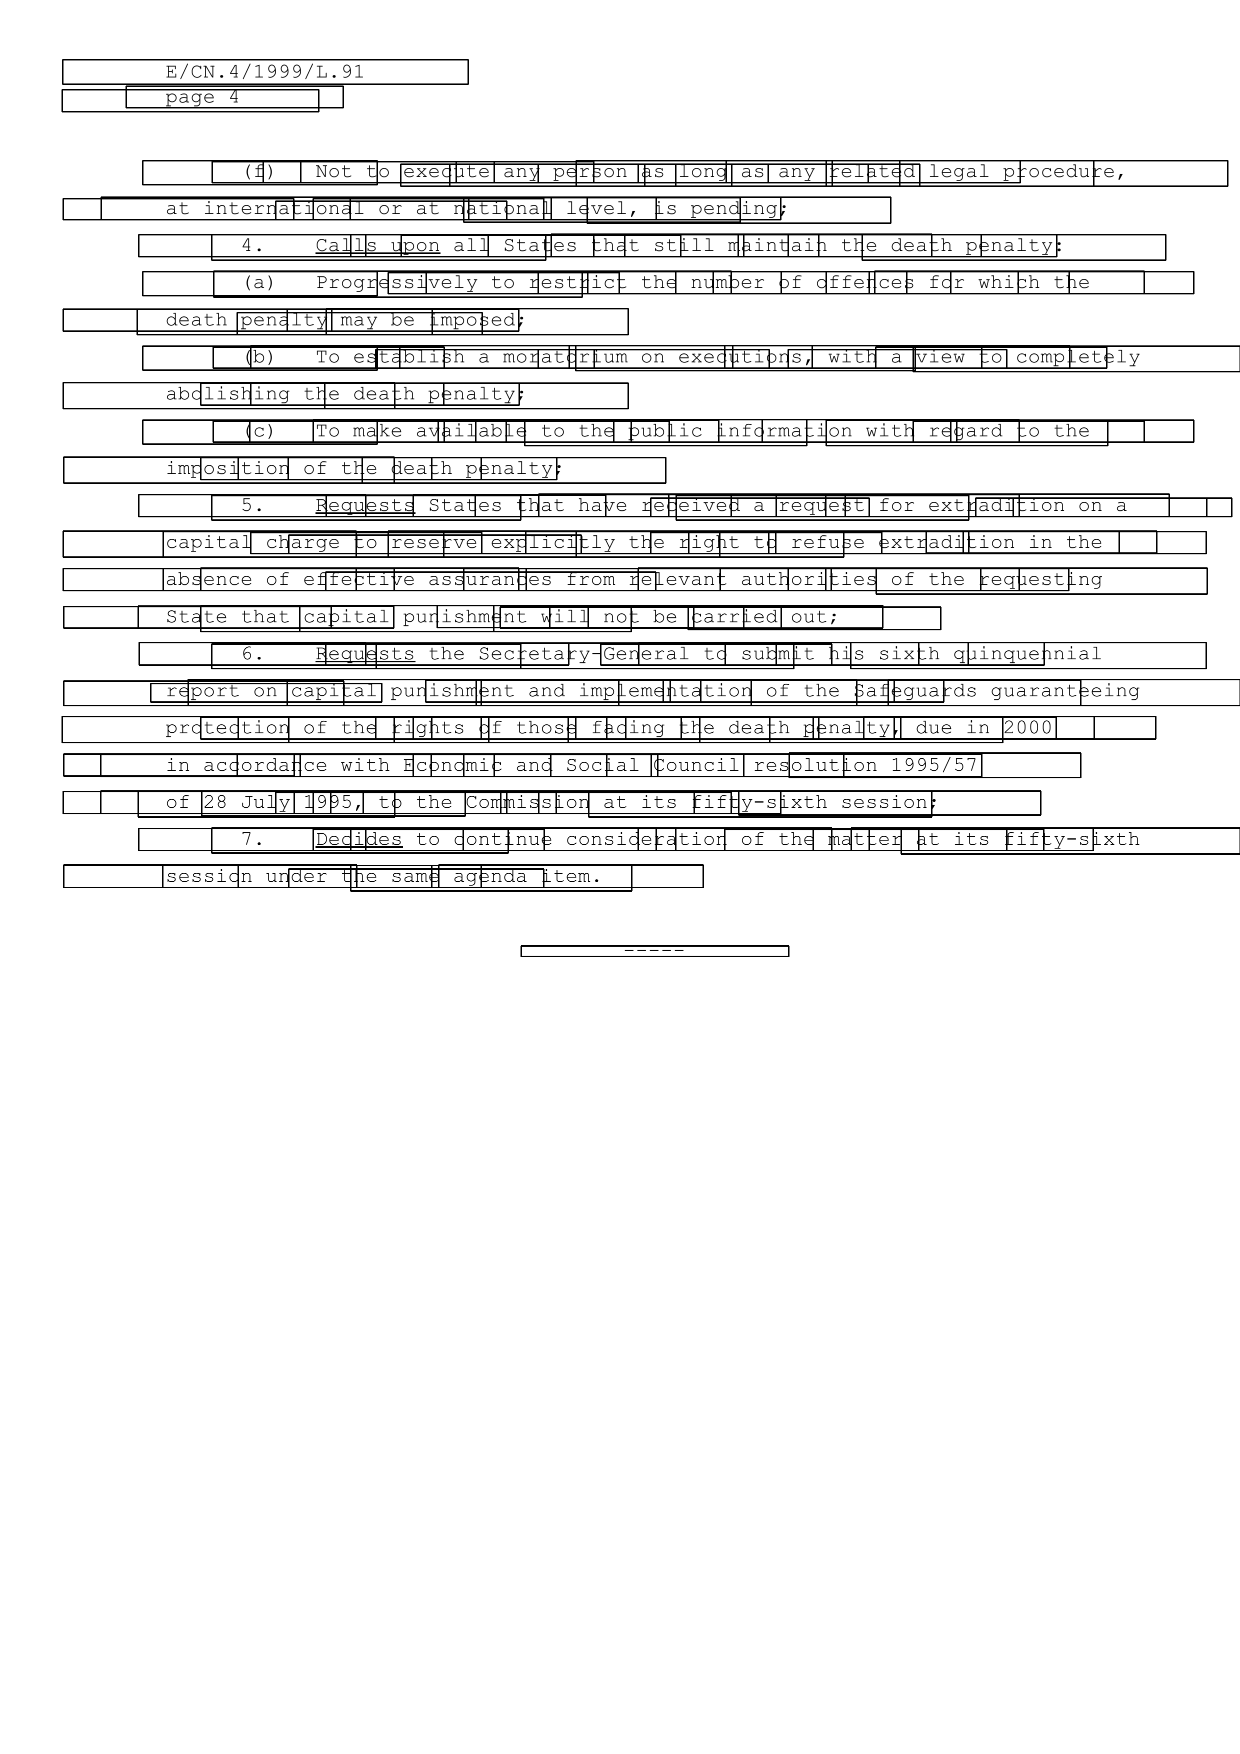 E/CN.4/1999/L.91
page 4
(f) Not to execute any person as long as any related legal procedure,
at international or at national level, is pending;
4. Calls upon all States that still maintain the death penalty:
(a) Progressively to restrict the number of offences for which the
death penalty may be imposed;
(b) To establish a moratorium on executions, with a view to completely
abolishing the death penalty;
(c) To make available to the public information with regard to the
imposition of the death penalty;
5. Requests States that have received a request for extradition on a
capital charge to reserve explicitly the right to refuse extradition in the
absence of effective assurances from relevant authorities of the requesting
State that capital punishment will not be carried out;
6. Requests the Secretary-General to submit his sixth quinquennial
report on capital punishment and implementation of the Safeguards guaranteeing
protection of the rights of those facing the death penalty, due in 2000
in accordance with Economic and Social Council resolution 1995/57
of 28 July 1995, to the Commission at its fifty-sixth session;
7. Decides to continue consideration of the matter at its fifty-sixth
session under the same agenda item.
-----